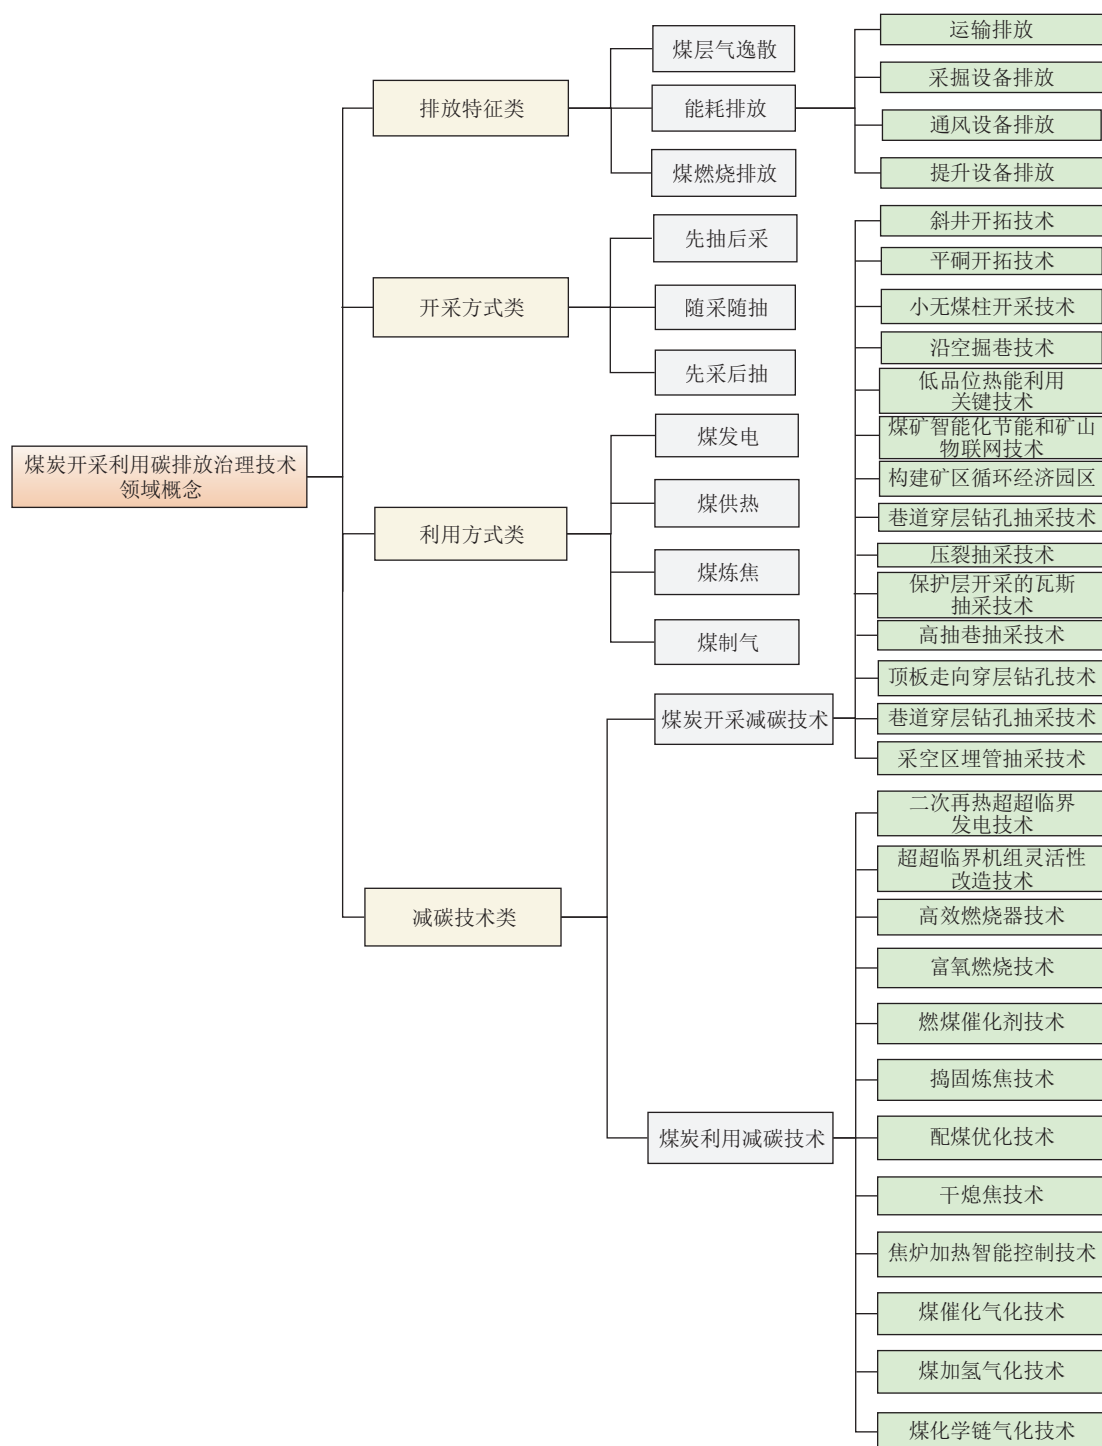 煤炭开采利用碳排放治理技术
领域概念
排放特征类
煤层气逸散
能耗排放
运输排放
采掘设备排放
通风设备排放
提升设备排放
煤燃烧排放
开采方式类
先抽后采
随采随抽
先采后抽
利用方式类
煤发电
煤供热
煤炼焦
煤制气
减碳技术类
煤炭开采减碳技术
斜井开拓技术
平硐开拓技术
小无煤柱开采技术
沿空掘巷技术
低品位热能利用
关键技术
煤矿智能化节能和矿山
物联网技术
构建矿区循环经济园区
巷道穿层钻孔抽采技术
压裂抽采技术
保护层开采的瓦斯
抽采技术
高抽巷抽采技术
顶板走向穿层钻孔技术
巷道穿层钻孔抽采技术
采空区埋管抽采技术
煤炭利用减碳技术
二次再热超超临界
发电技术
超超临界机组灵活性
改造技术
高效燃烧器技术
富氧燃烧技术
燃煤催化剂技术
捣固炼焦技术
配煤优化技术
干熄焦技术
焦炉加热智能控制技术
煤催化气化技术
煤加氢气化技术
煤化学链气化技术